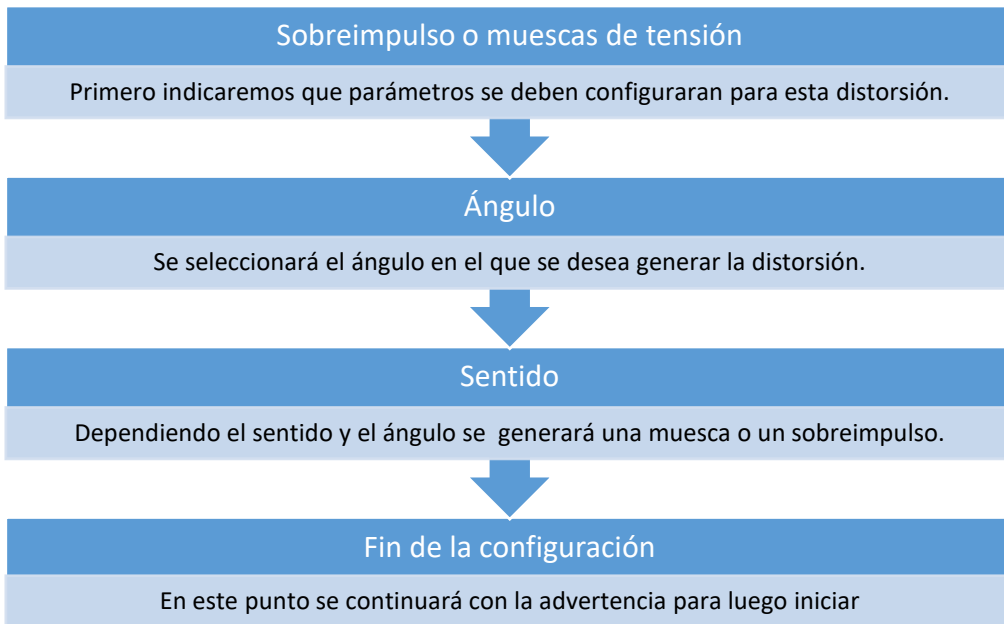 Sobreimpulso o muescas de tensión
Primero indicaremos que parámetros se deben configuraran para esta distorsión.
Ángulo
Se seleccionará el ángulo en el que se desea generar la distorsión.
Sentido
Dependiendo el sentido y el ángulo se generará una muesca o un sobreimpulso.
Fin de la configuración
En este punto se continuará con la advertencia para luego iniciar